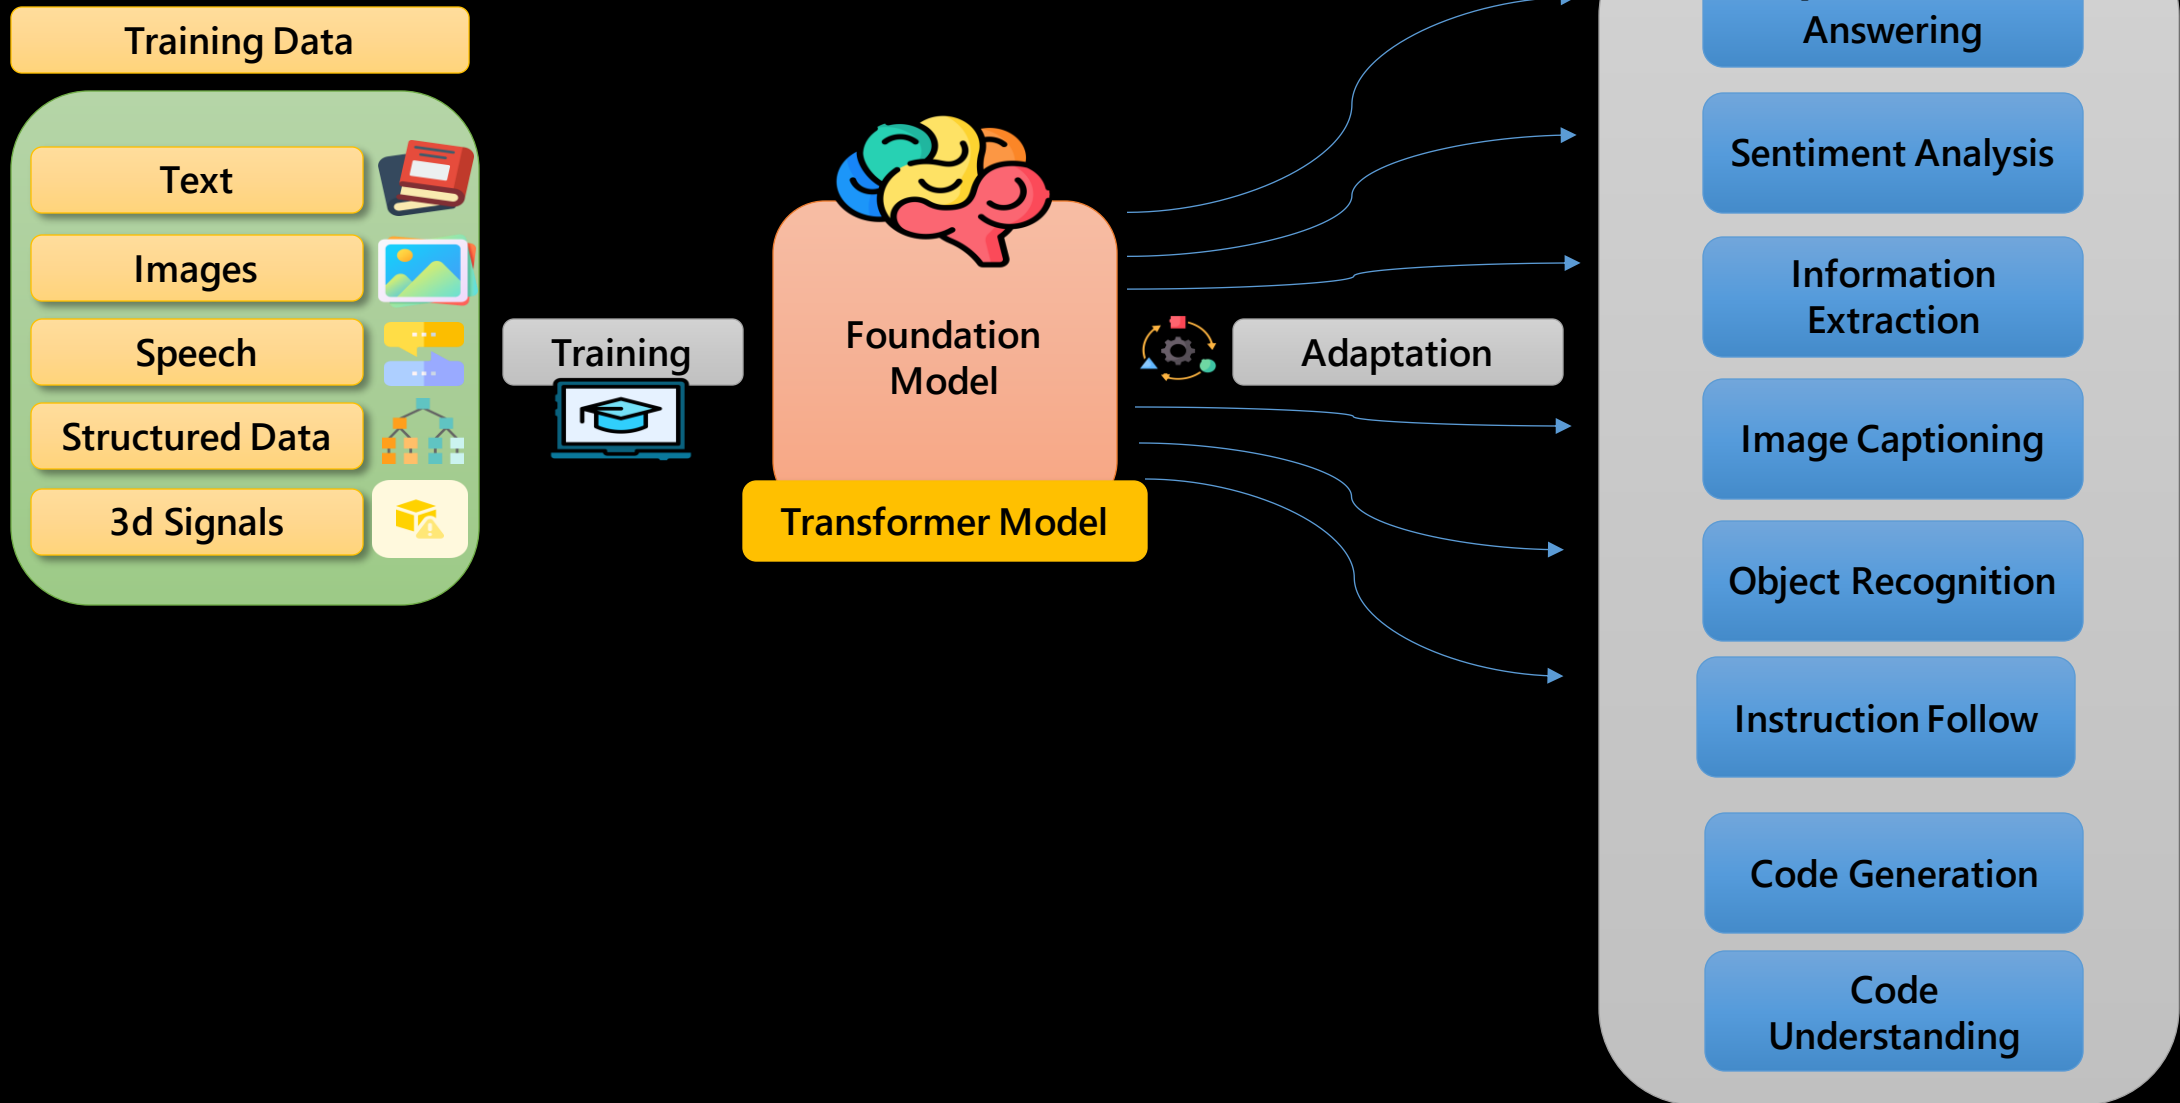 Training Data
Text
Images
Speech
Structured Data
3d Signals
Training
Foundation
Model
Transformer Model
Adaptation
Answering
Sentiment Analysis
Information
Extraction
Image Captioning
Object Recognition
Instruction Follow
Code Generation
Code
Understanding